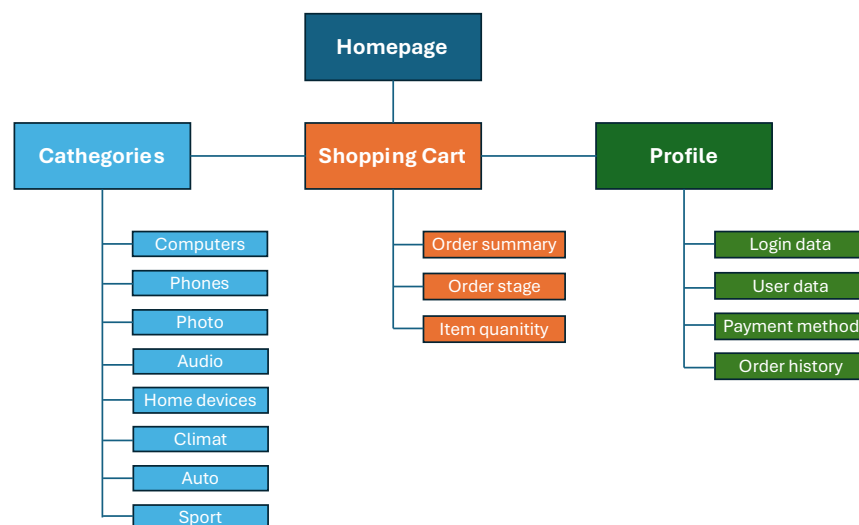 Homepage
Cathegories
Shopping Cart
Profile
Computers
Phones
Photo
Audio
Home devices
Climat
Auto
Sport
Order summary
Order stage
Item quanitity
Login data
User data
Payment method
Order history